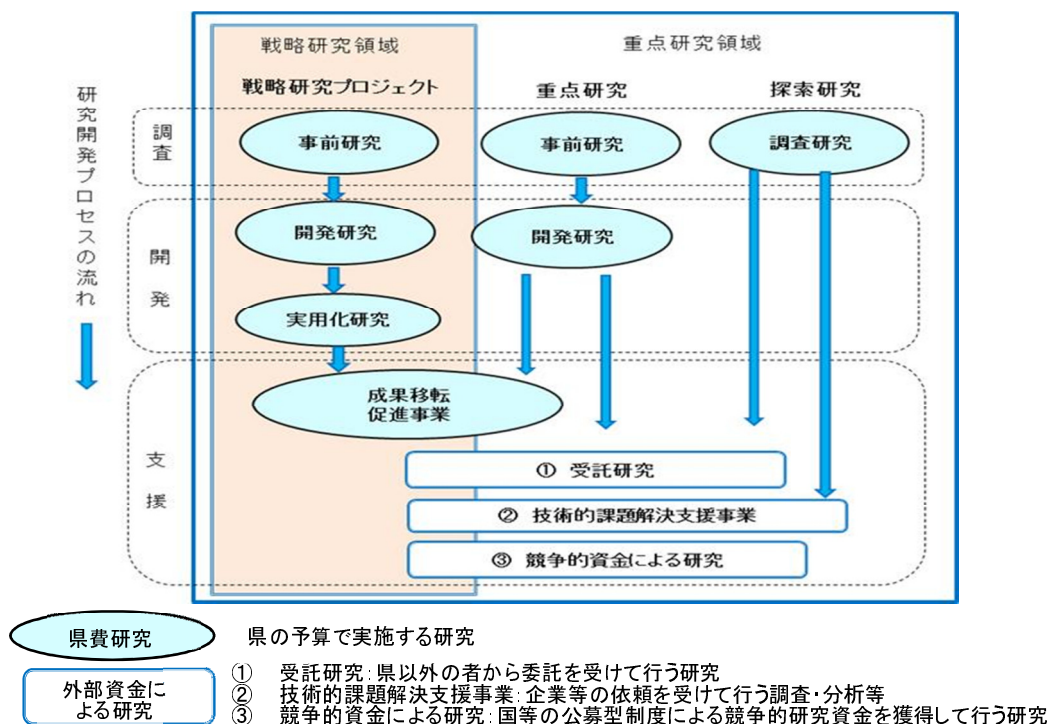 戦略研究領域
重点研究領域
戦略研究プロジェクト
重点研究
探索研究
研究開発プロセスの流れ
調査
事前研究
事前研究
調査研究
開発
開発研究
開発研究
実用化研究
支援
成果移転
促進事業
① 受託研究
② 技術的課題解決支援事業
③ 競争的資金による研究
県費研究
県の予算で実施する研究
外部資金に
よる研究
① 受託研究:県以外の者から委託を受けて行う研究
② 技術的課題解決支援事業:企業等の依頼を受けて行う調査・分析等
③ 競争的資金による研究:国等の公募型制度による競争的研究資金を獲得して行う研究